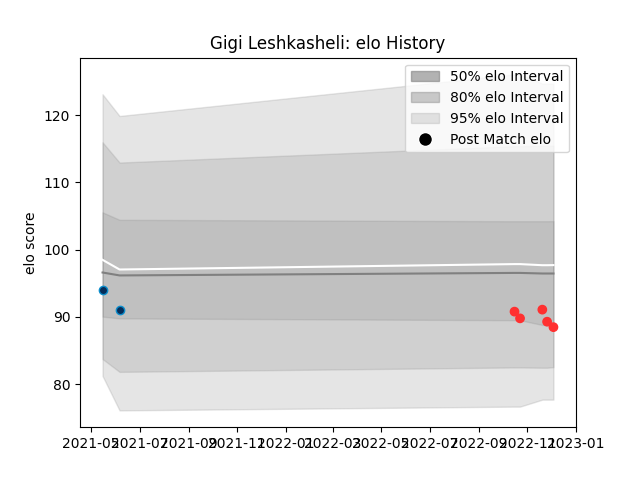 Gigi Leshkasheli: elo History
50% elo Interval
80% elo Interval
95% elo Interval
Post Match elo
elo score
120
110
100
90
80
2021-05 2021-07 2021-09 2021-11 2022-01 2022-03 2022-05 2022-07 2022-09 2022-11 2023-01